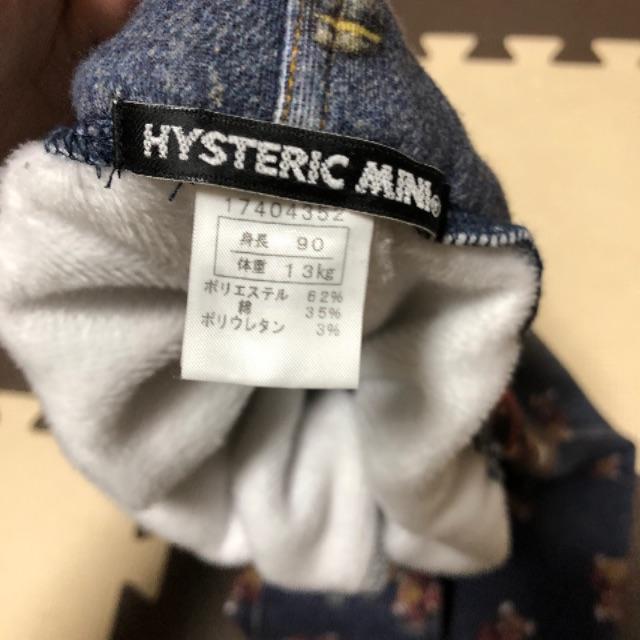 HYSTERIC MINI®
17404352
身長 90
体重 13kg
ポリエステル 62%
綿 35%
ポリウレタン 3%